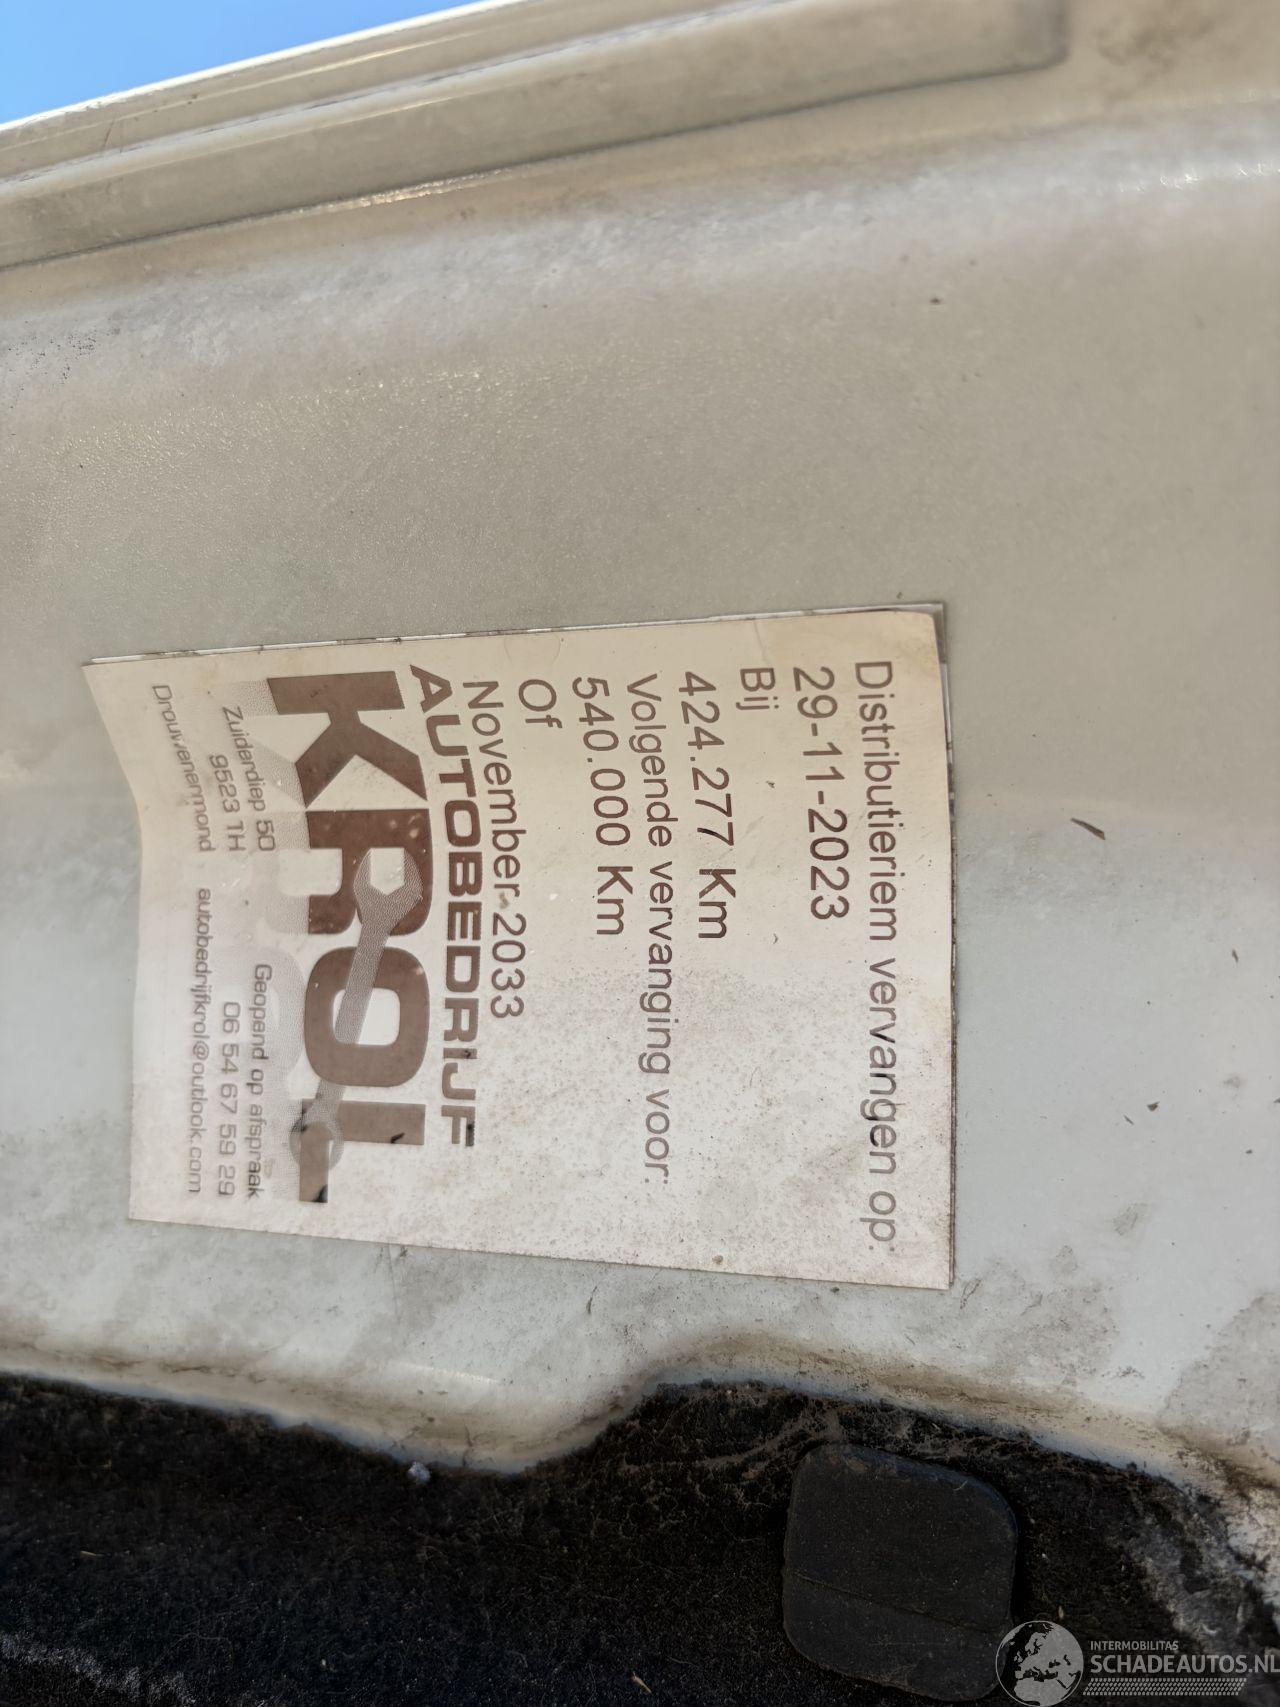 Distributieriem vervangen op:
29-11-2023
Bij
424.277 Km
Volgende vervanging voor:
540.000 Km
Of
November-2033
AUTOBEDRIJF
KROL
Zuiderdiep 50
9523 TH
Drouwenermond
Geopend op afspraak
06 54 67 59 29
autobedrijfkrol@outlook.com
INTERMOBILITAS
SCHADEAUTOS.NL